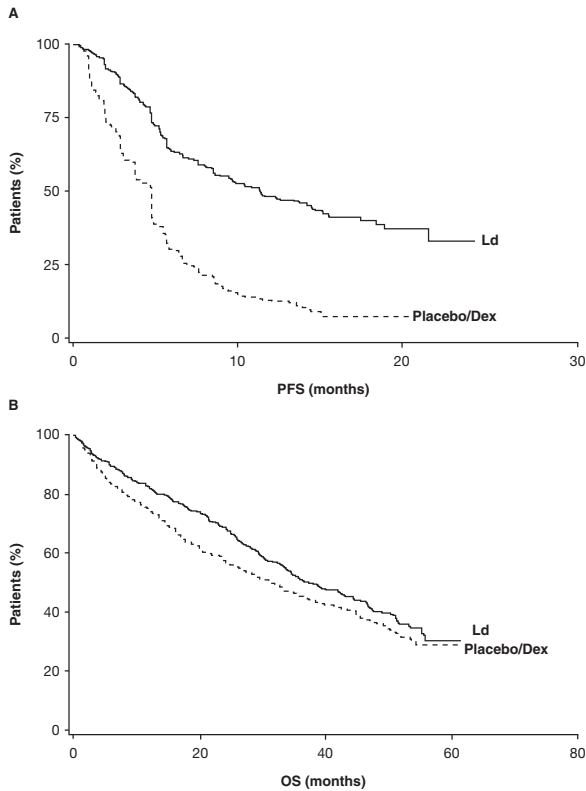 A
100
75
50
25
0
Patients (%)
Ld
Placebo/Dex
0 10 20 30
PFS (months)
B
100
80
60
40
20
0
Patients (%)
Ld
Placebo/Dex
0 20 40 60 80
OS (months)